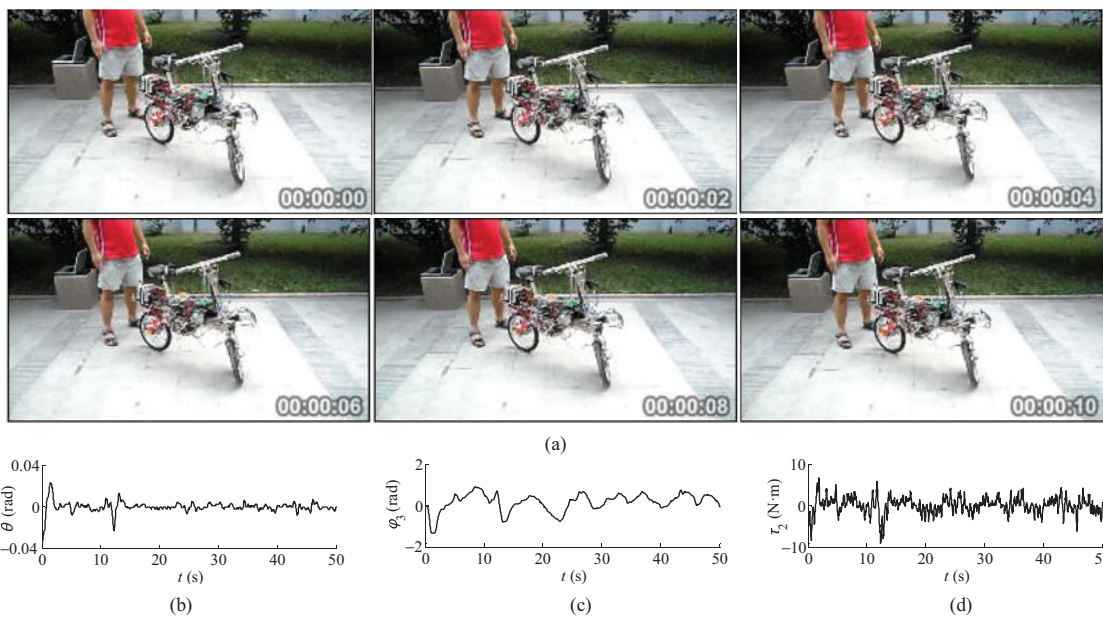 00:00:00
00:00:02
00:00:04
00:00:06
00:00:08
00:00:10
(a)
0.04
0
−0.04
θ (rad)
0 10 20 30 40 50
t (s)
(b)
2
0
−2
φ3 (rad)
0 10 20 30 40 50
t (s)
(c)
10
0
−10
τ2 (N·m)
0 10 20 30 40 5
t (s)
(d)